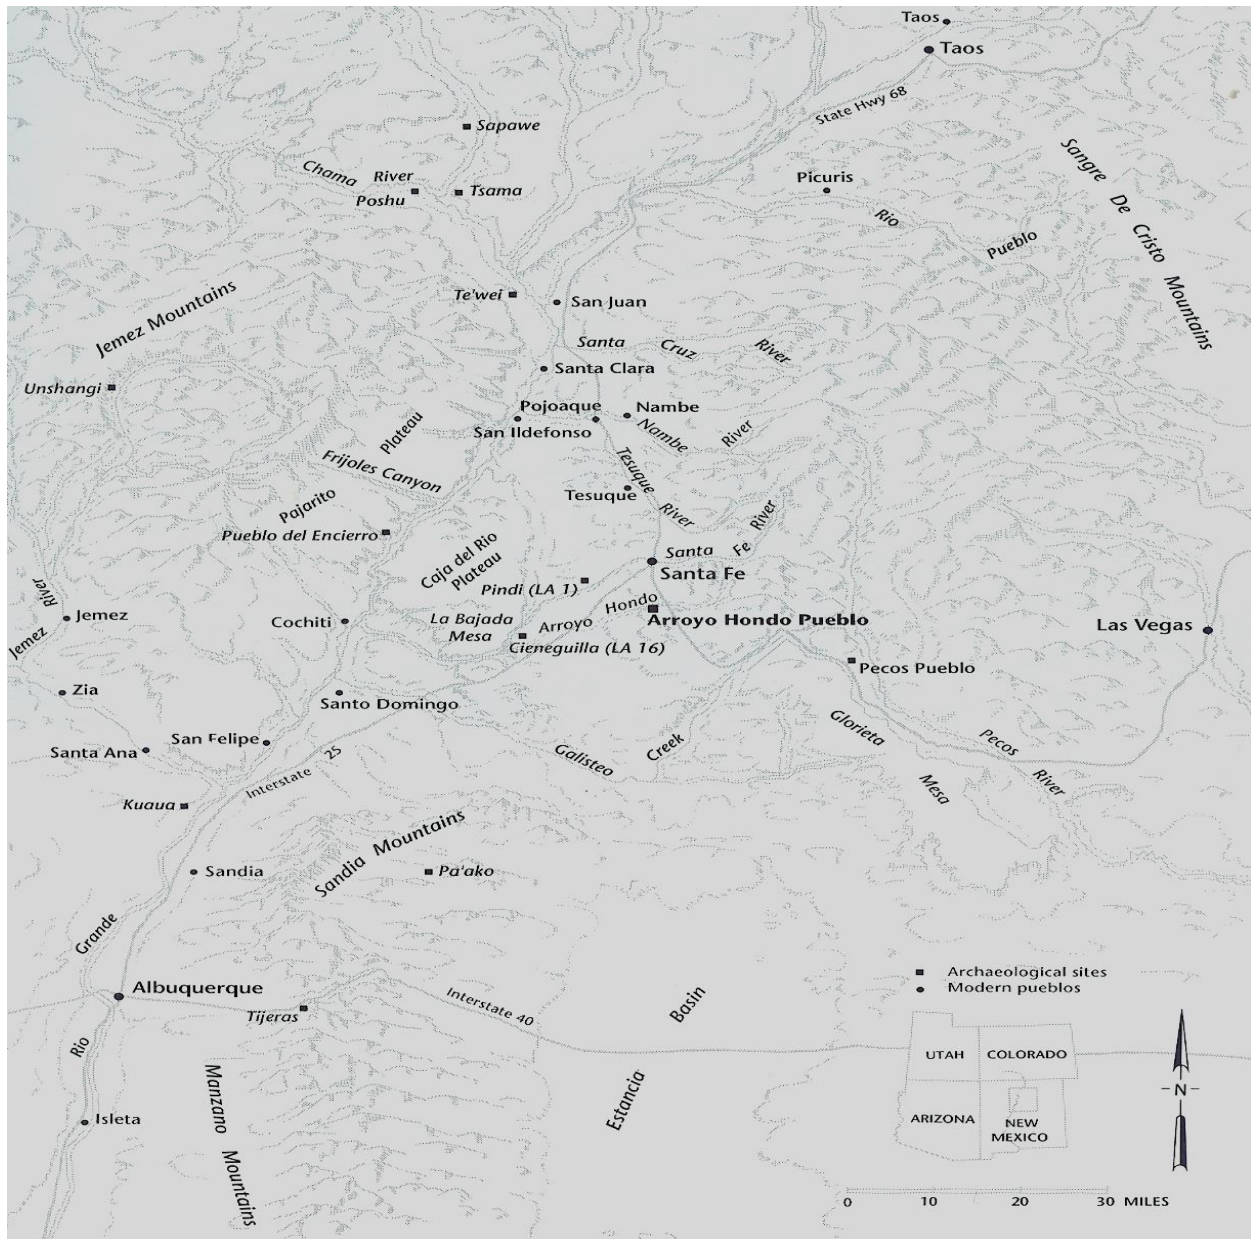 Taos
Taos
State Hwy 68
Sapawe
Chama River
Poshu
Tsama
Picuris
Rio Pueblo
Sangre De Cristo Mountains
Jemez Mountains
Te'wei
San Juan
Santa Cruz River
Santa Clara
Unshangi
Pojoaque
Nambe
San Ildefonso
Nambe River
Plateau
Frijoles Canyon
Tesuque
Tesuque River
Pajarito
Pueblo del Encierro
Caja del Rio
Plateau
Santa Fe River
Santa Fe
Pindi (LA 1)
Jemez River
Jemez
Cochiti
La Bajada
Mesa
Arroyo Hondo
Arroyo Hondo Pueblo
Cieneguilla (LA 16)
Las Vegas
Pecos Pueblo
Zia
Santo Domingo
Santa Ana
San Felipe
Interstate 25
Galisteo Creek
Glorieta Mesa
Pecos River
Kuaua
Sandia Mountains
Sandia
Pa'ako
Rio Grande
Albuquerque
Tijeras
Interstate 40
Estancia Basin
Isleta
Manzano Mountains
Archaeological sites
Modern pueblos
UTAH
COLORADO
ARIZONA
NEW
MEXICO
N
0 10 20 30 MILES